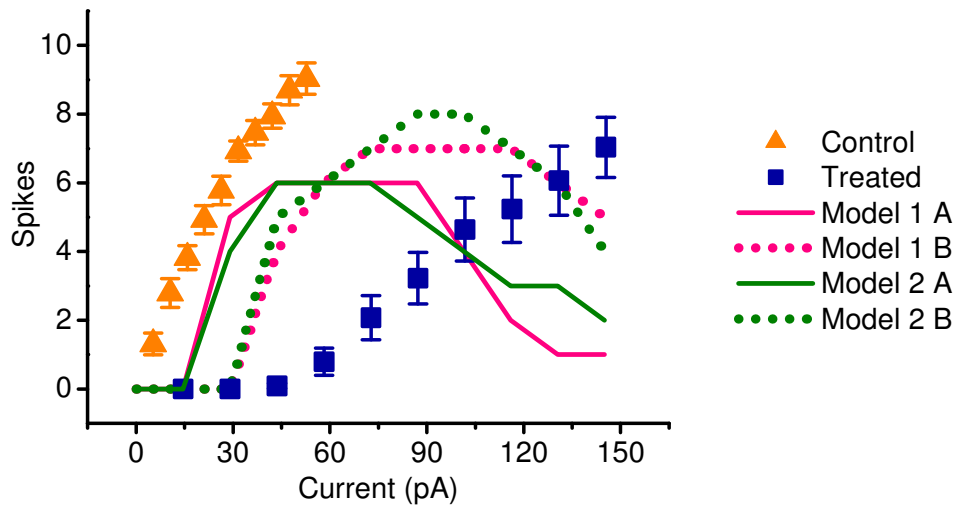 10
8
6
4
2
0
Spikes
0 30 60 90 120 150
Current (pA)
Control
Treated
Model 1 A
Model 1 B
Model 2 A
Model 2 B